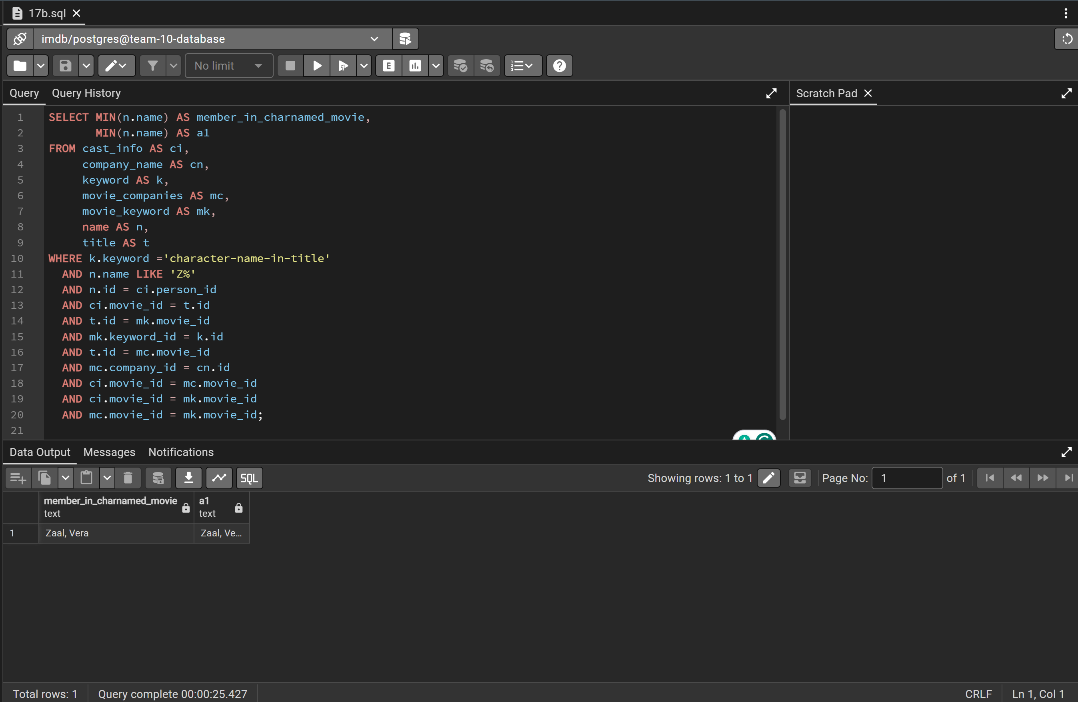 17b.sql
imdb/postgres@team-10-database
No limit
E
Query Query History
Scratch Pad
1 SELECT MIN(n.name) AS member_in_charnamed_movie,
2 MIN(n.name) AS a1
3 FROM cast_info AS ci,
4 company_name AS cn,
5 keyword AS k,
6 movie_companies AS mc,
7 movie_keyword AS mk,
8 name AS n,
9 title AS t
10 WHERE k.keyword ='character-name-in-title'
11 AND n.name LIKE 'Z%'
12 AND n.id = ci.person_id
13 AND ci.movie_id = t.id
14 AND t.id = mk.movie_id
15 AND mk.keyword_id = k.id
16 AND t.id = mc.movie_id
17 AND mc.company_id = cn.id
18 AND ci.movie_id = mc.movie_id
19 AND ci.movie_id = mk.movie_id
20 AND mc.movie_id = mk.movie_id;
21
Data Output Messages Notifications
SQL Showing rows: 1 to 1 Page No: 1 of 1
member_in_charnamed_movie a1
text text
1 Zaal, Vera Zaal, Ve...
Total rows: 1 Query complete 00:00:25.427 CRLF Ln 1, Col 1